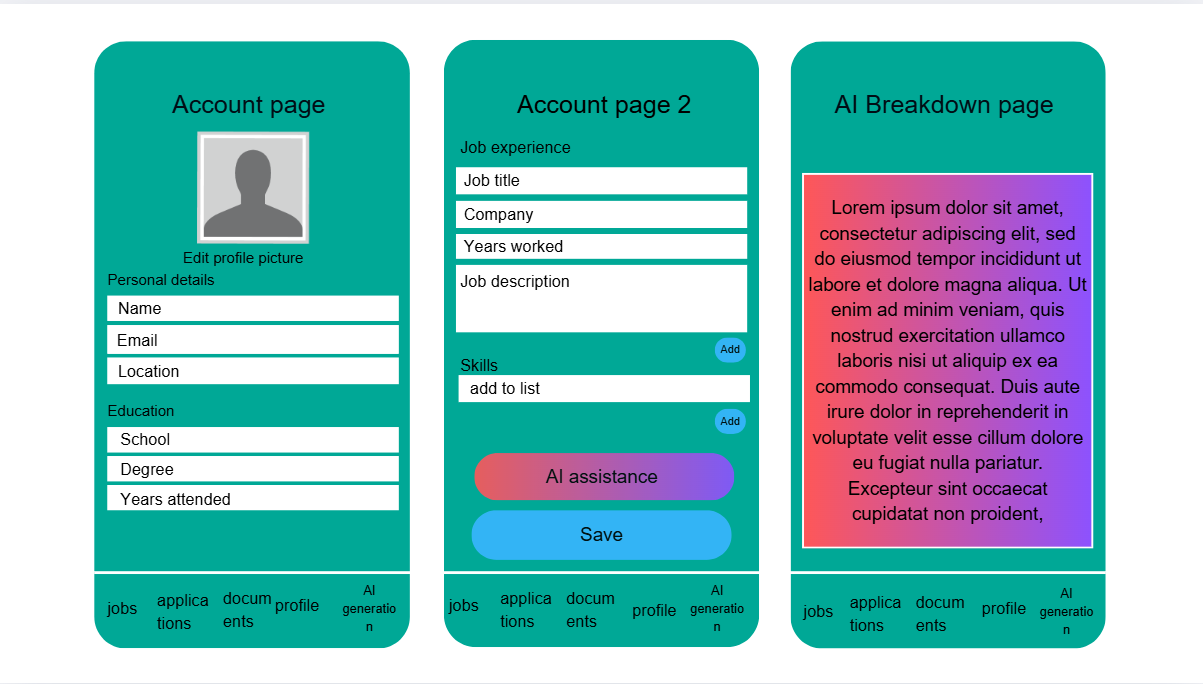 Account page
Edit profile picture
Personal details
Name
Email
Location
Education
School
Degree
Years attended
jobs
applica
tions
docum
ents
profile
AI
generatio
n
Account page 2
Job experience
Job title
Company
Years worked
Job description
Add
Skills
add to list
Add
AI assistance
Save
jobs
applica
tions
docum
ents
profile
AI
generatio
n
AI Breakdown page
Lorem ipsum dolor sit amet,
consectetur adipiscing elit, sed
do eiusmod tempor incididunt ut
labore et dolore magna aliqua. Ut
enim ad minim veniam, quis
nostrud exercitation ullamco
laboris nisi ut aliquip ex ea
commodo consequat. Duis aute
irure dolor in reprehenderit in
voluptate velit esse cillum dolore
eu fugiat nulla pariatur.
Excepteur sint occaecat
cupidatat non proident,
jobs
applica
tions
docum
ents
profile
AI
generatio
n